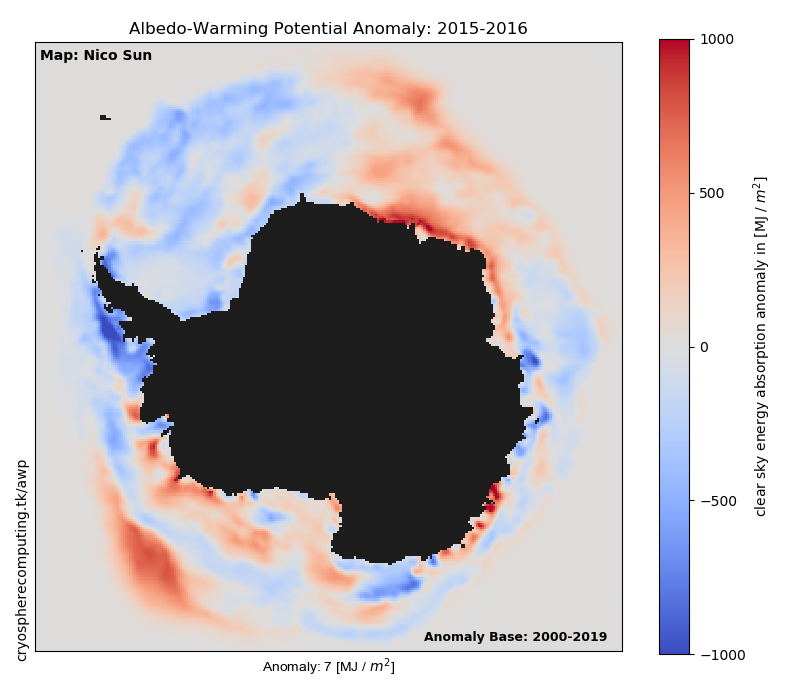 Albedo-Warming Potential Anomaly: 2015-2016
Map: Nico Sun
1000
500
0
−500
−1000
clear sky energy absorption anomaly in [MJ / m²]
cryospherecomputing.tk/awp
Anomaly Base: 2000-2019
Anomaly: 7 [MJ / m²]